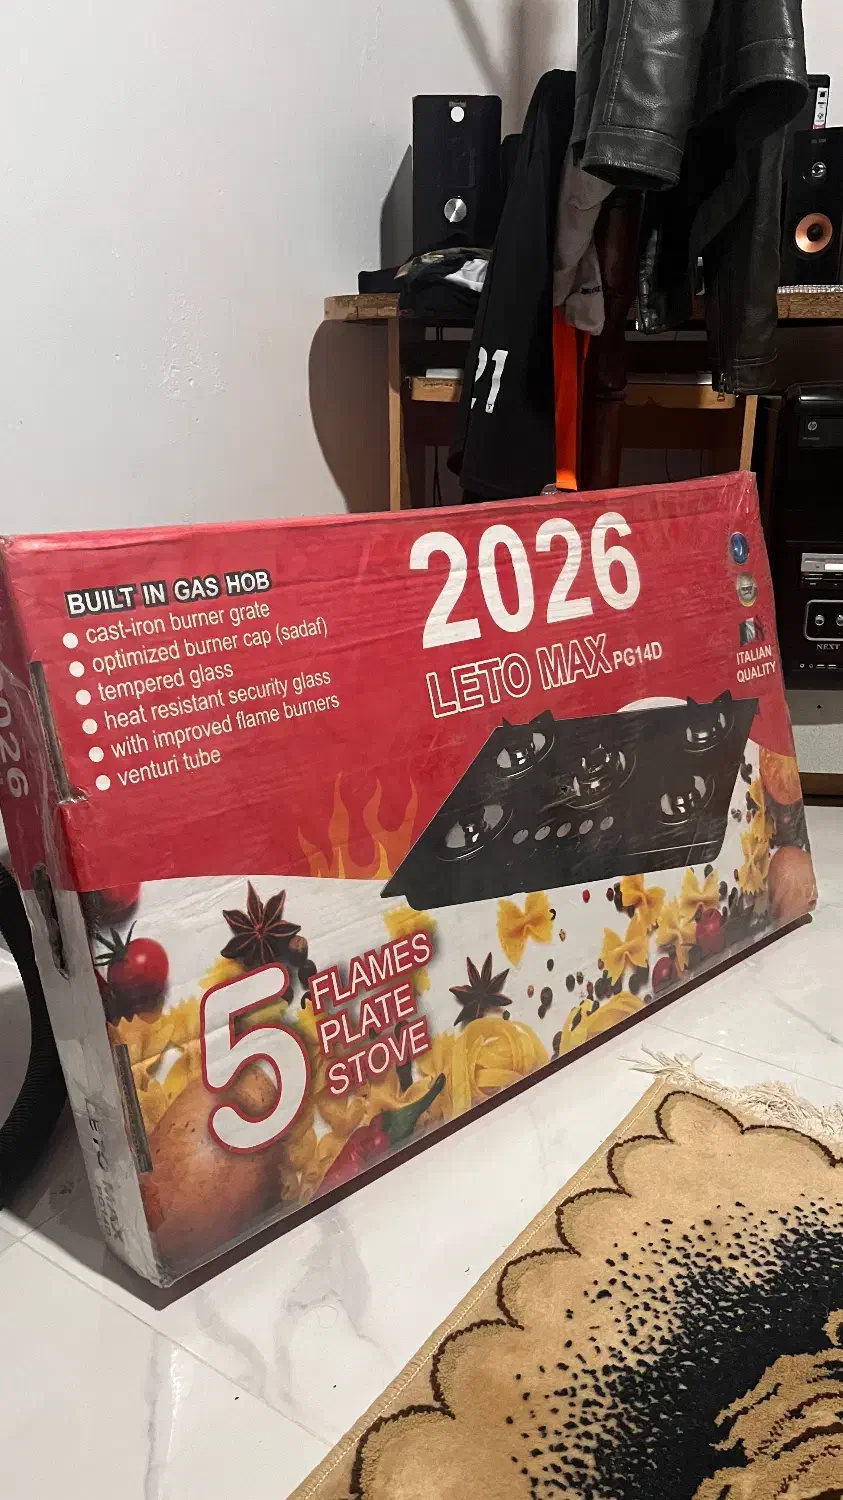 21
hp
NEXT
BUILT IN GAS HOB
cast-iron burner grate
optimized burner cap (sadaf)
tempered glass
heat resistant security glass
with improved flame burners
venturi tube
2026
LETO MAX PG14D
ITALIAN
QUALITY
5 FLAMES
PLATE
STOVE
2026
LETO MAX